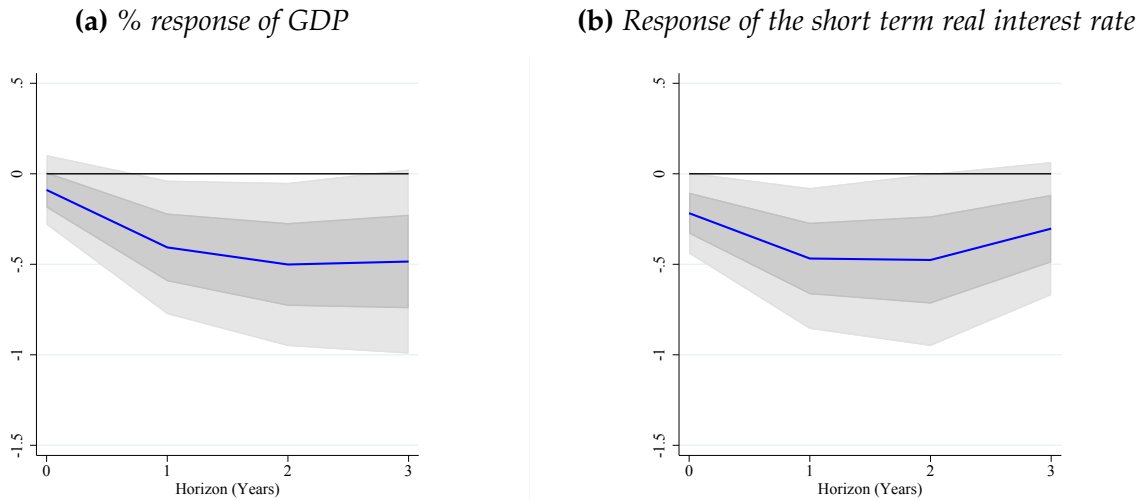 (a) % response of GDP
(b) Response of the short term real interest rate
.5
0
-.5
-1
-1.5
0 1 2 3
Horizon (Years)
.5
0
-.5
-1
-1.5
0 1 2 3
Horizon (Years)